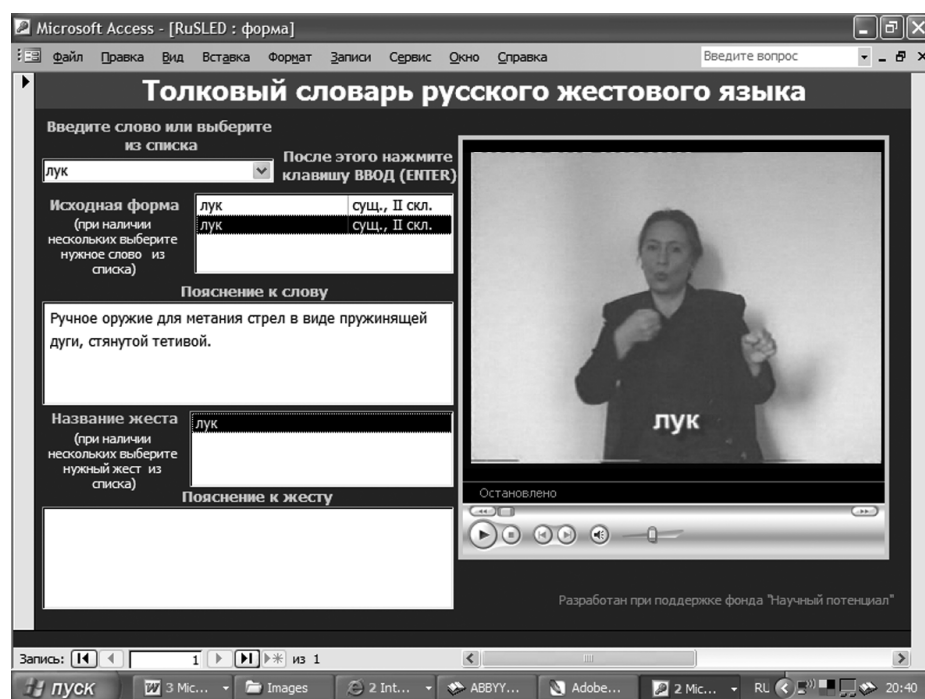 Microsoft Access - [RuSLED : форма]
Файл Правка Вид Вставка Формат Записи Сервис Окно Справка
Введите вопрос
Толковый словарь русского жестового языка
Введите слово или выберите
из списка
лук
После этого нажмите
клавишу ВВОД (ENTER)
Исходная форма
(при наличии
нескольких выберите
нужное слово из
списка)
лук сущ., II скл.
лук сущ., II скл.
Пояснение к слову
Ручное оружие для метания стрел в виде пружинящей
дуги, стянутой тетивой.
Название жеста
(при наличии
нескольких выберите
нужный жест из
списка)
лук
Пояснение к жесту
лук
Остановлено
Разработан при поддержке фонда "Научный потенциал"
Запись: 1 из 1
пуск 3 Mic... Images 2 Int... ABBYY... Adobe... 2 Mic... RU 20:40